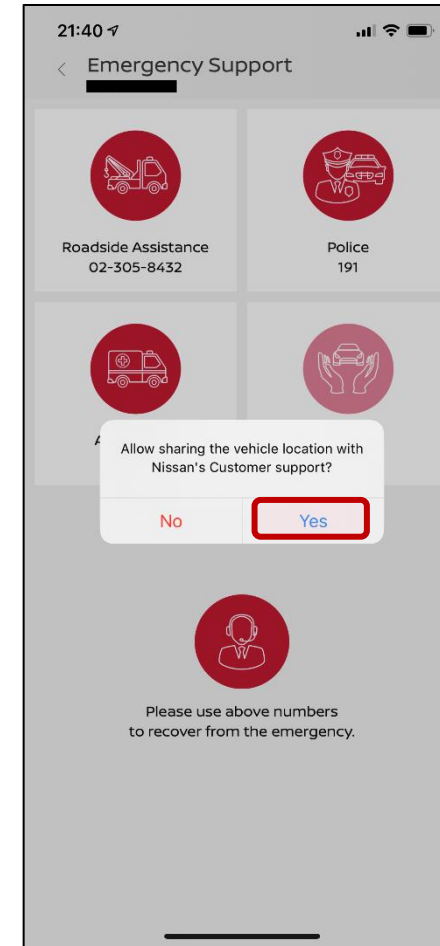 21:40
Emergency Support
Roadside Assistance
02-305-8432
Police
191
Allow sharing the vehicle location with
Nissan's Customer support?
No
Yes
Please use above numbers
to recover from the emergency.